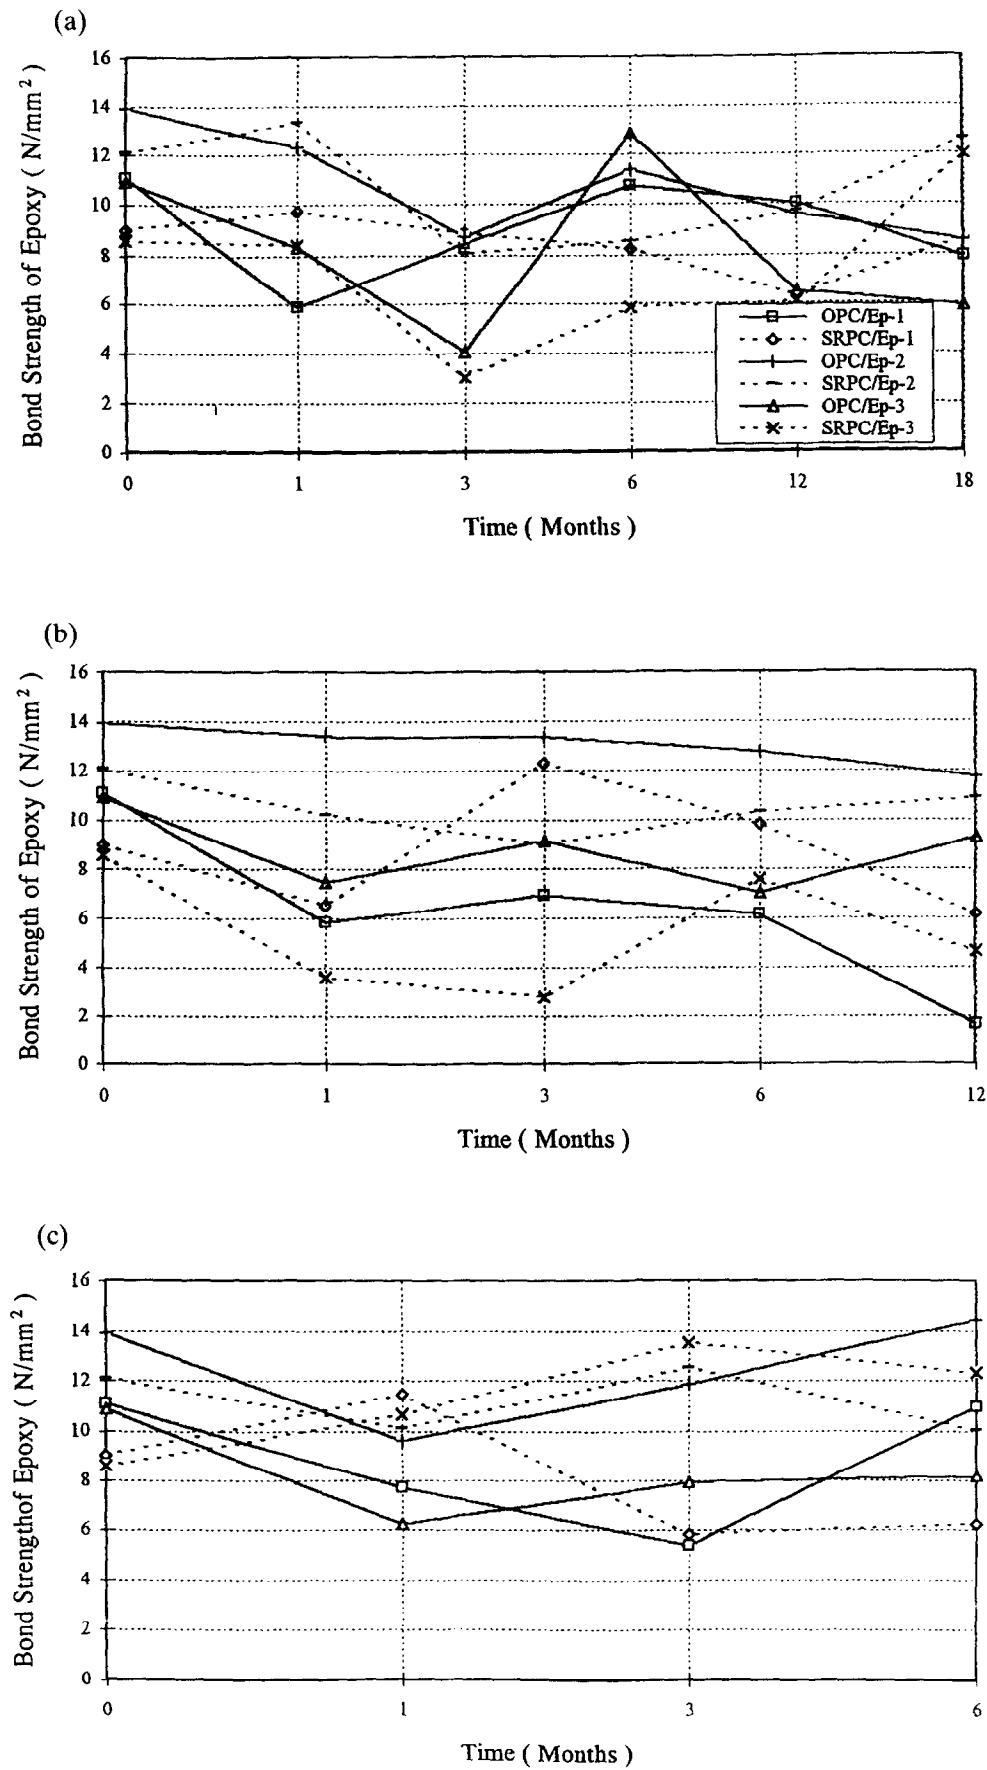 (a)
Bond Strength of Epoxy ( N/mm² )
16
14
12
10
8
6
4
2
0
OPC/Ep-1
SRPC/Ep-1
OPC/Ep-2
SRPC/Ep-2
OPC/Ep-3
SRPC/Ep-3
0 1 3 6 12 18
Time ( Months )
(b)
Bond Strength of Epoxy ( N/mm² )
16
14
12
10
8
6
4
2
0
0 1 3 6 12
Time ( Months )
(c)
Bond Strengthof Epoxy ( N/mm² )
16
14
12
10
8
6
4
2
0
0 1 3 6
Time ( Months )